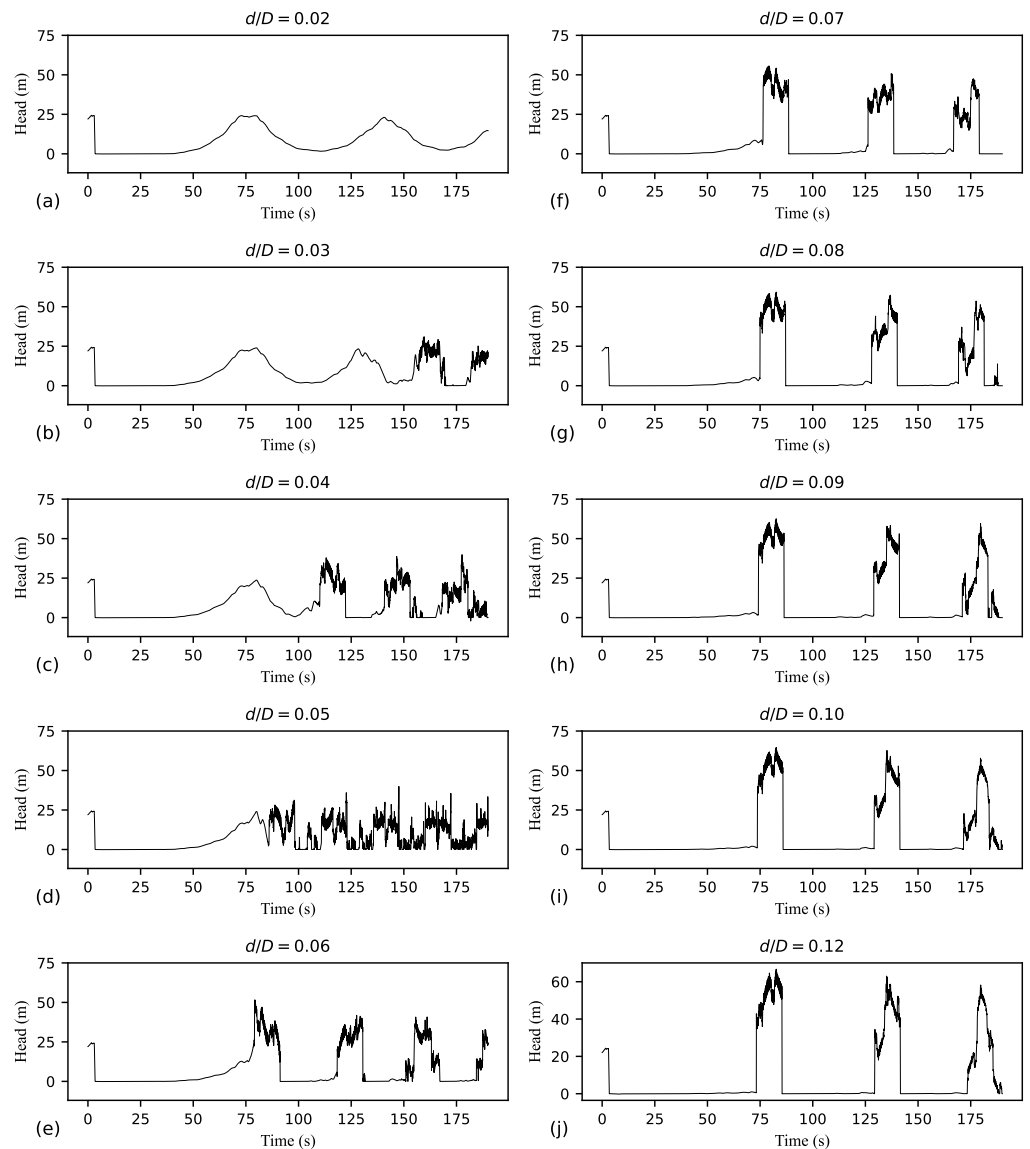 d/D = 0.02
75
50
25
0
Head (m)
0 25 50 75 100 125 150 175
(a)
Time (s)
d/D = 0.03
75
50
25
0
Head (m)
0 25 50 75 100 125 150 175
(b)
Time (s)
d/D = 0.04
75
50
25
0
Head (m)
0 25 50 75 100 125 150 175
(c)
Time (s)
d/D = 0.05
75
50
25
0
Head (m)
0 25 50 75 100 125 150 175
(d)
Time (s)
d/D = 0.06
75
50
25
0
Head (m)
0 25 50 75 100 125 150 175
(e)
Time (s)
d/D = 0.07
75
50
25
0
Head (m)
0 25 50 75 100 125 150 175
(f)
Time (s)
d/D = 0.08
75
50
25
0
Head (m)
0 25 50 75 100 125 150 175
(g)
Time (s)
d/D = 0.09
75
50
25
0
Head (m)
0 25 50 75 100 125 150 175
(h)
Time (s)
d/D = 0.10
75
50
25
0
Head (m)
0 25 50 75 100 125 150 175
(i)
Time (s)
d/D = 0.12
60
40
20
0
Head (m)
0 25 50 75 100 125 150 175
(j)
Time (s)